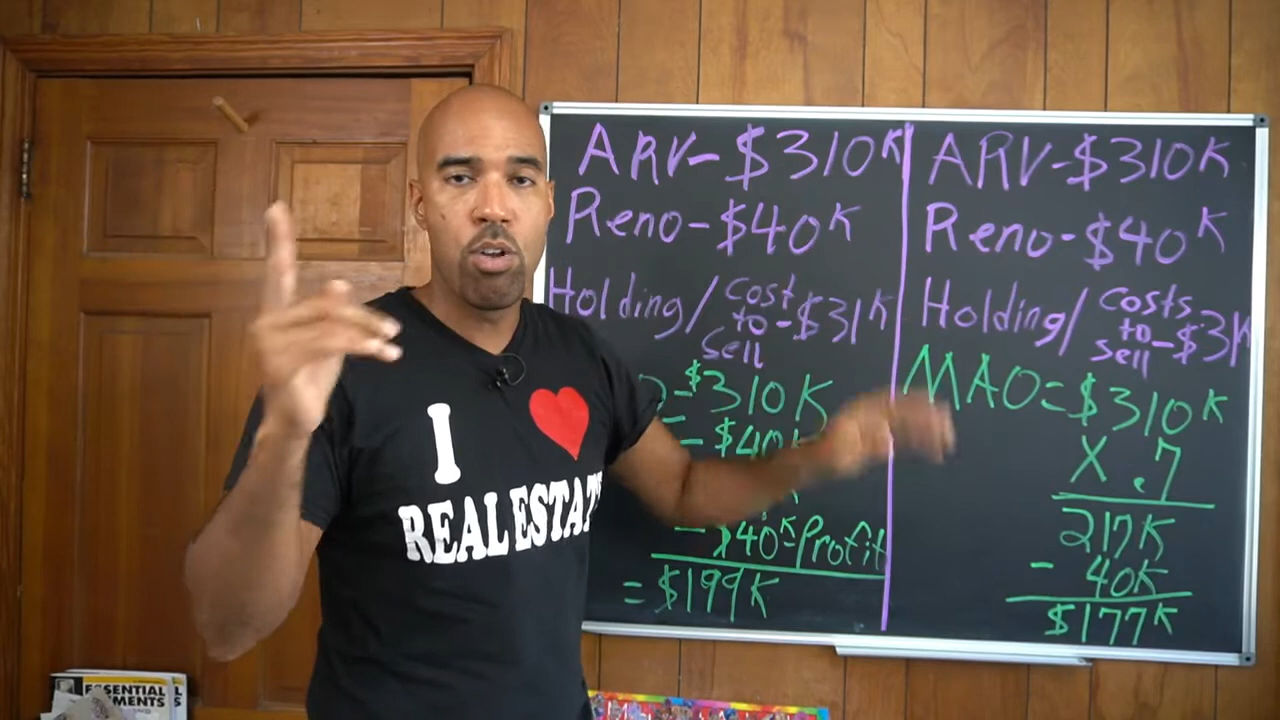 ARV-$310K
Reno-$40K
Holding/ cost to sell -$31K
=$310K
- $40
- $40K=Profit
= $199K
ARV-$310K
Reno-$40K
Holding/ costs to sell -$31K
MAO=$310K
X .7
217K
- 40K
$177K
I
REAL ESTAT